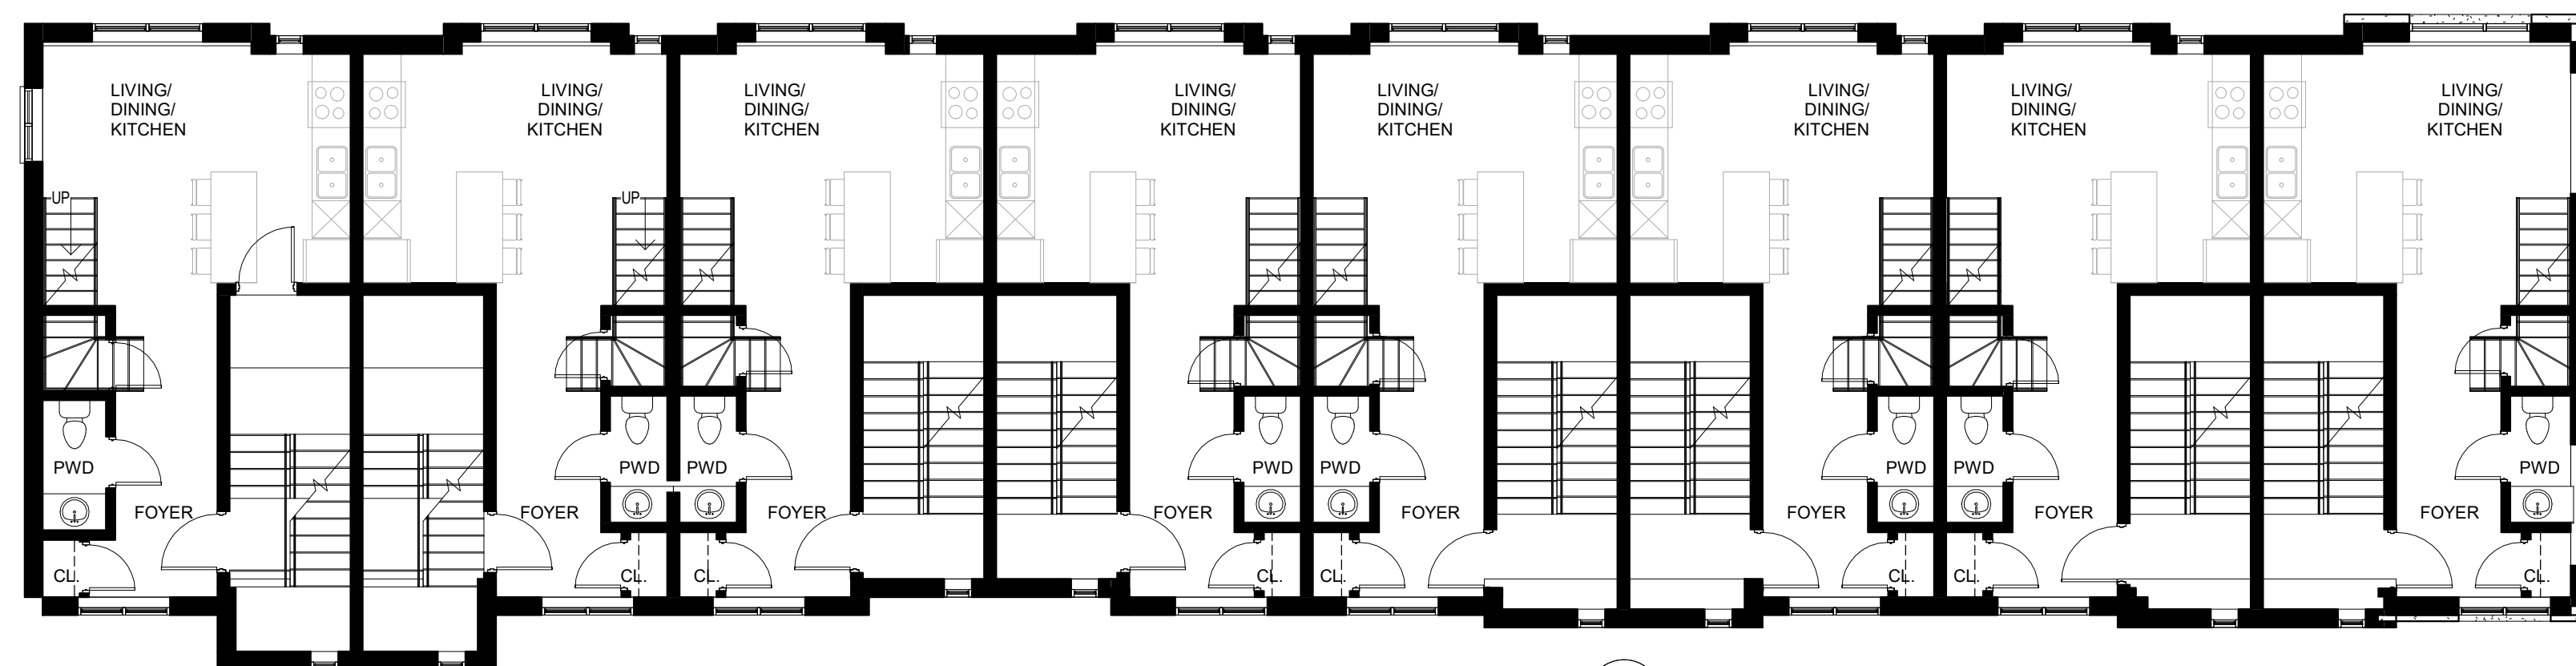 LIVING/
DINING/
KITCHEN
LIVING/
DINING/
KITCHEN
LIVING/
DINING/
KITCHEN
LIVING/
DINING/
KITCHEN
LIVING/
DINING/
KITCHEN
LIVING/
DINING/
KITCHEN
LIVING/
DINING/
KITCHEN
LIVING/
DINING/
KITCHEN
UP
UP
PWD
PWD
PWD
PWD
PWD
PWD
PWD
PWD
FOYER
FOYER
FOYER
FOYER
FOYER
FOYER
FOYER
FOYER
CL.
CL.
CL.
CL.
CL.
CL.
CL.
CL.